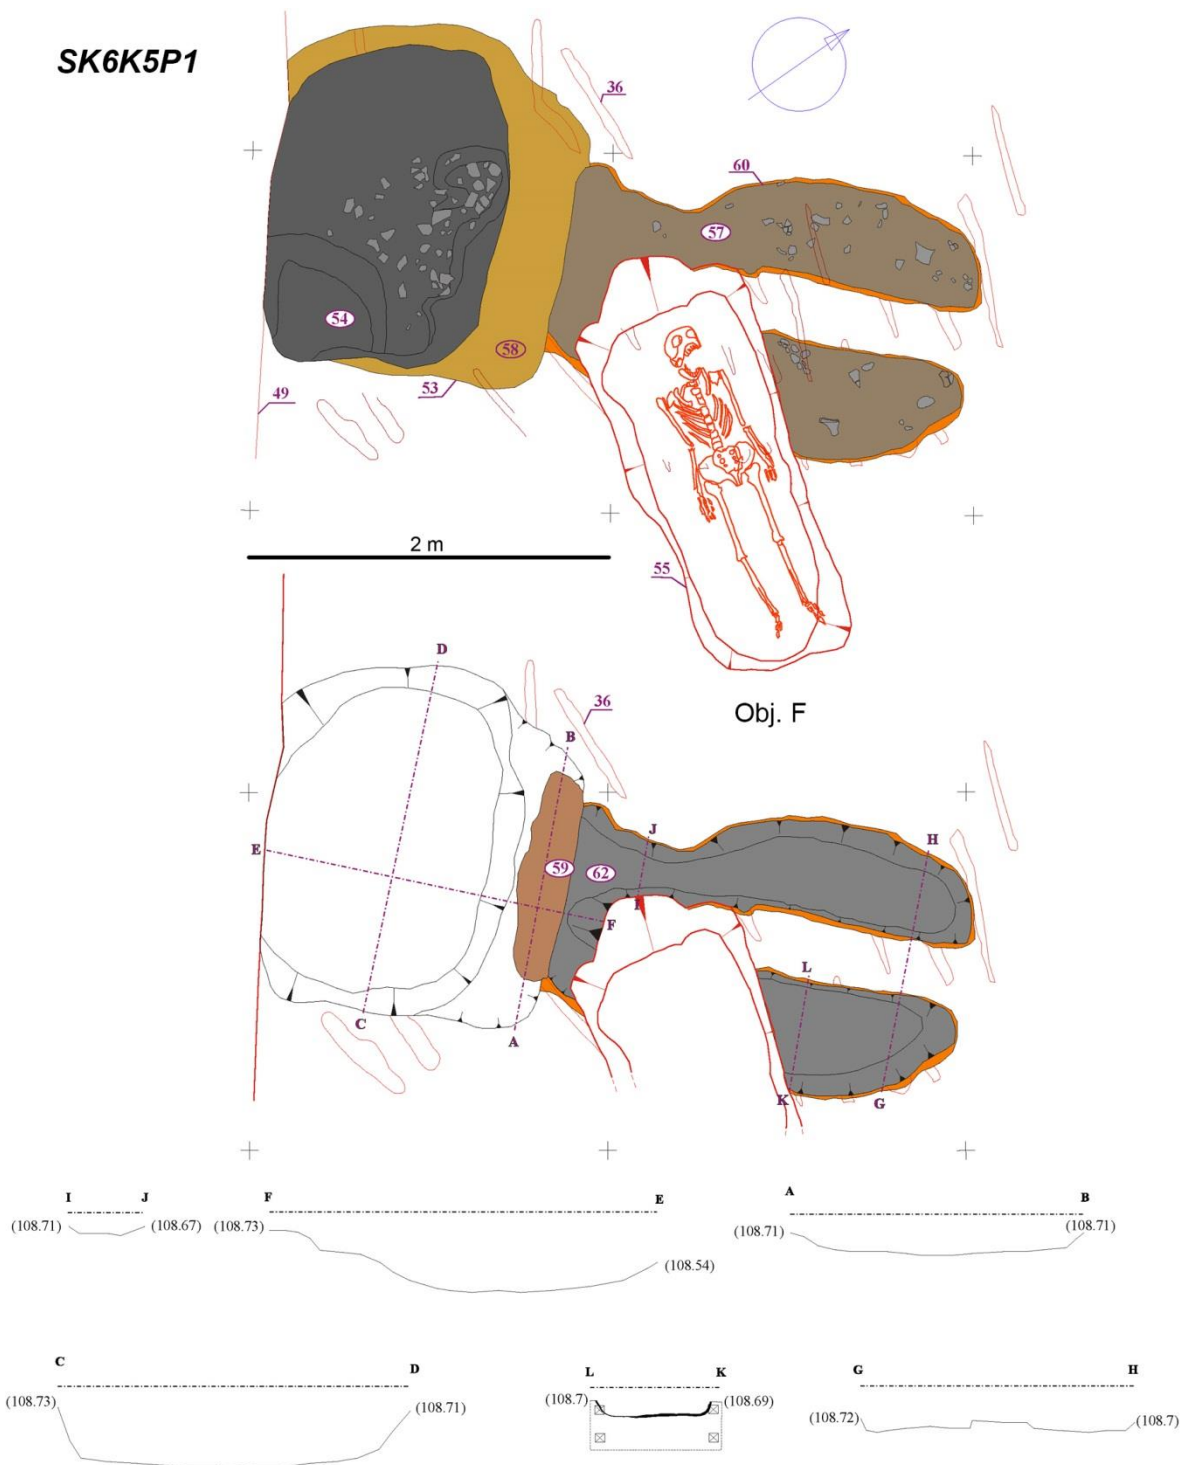 SK6K5P1
36
60
57
54
58
53
49
2 m
55
D
Obj. F
36
B
J
H
E
59
62
I
F
L
C
A
K
G
I J F E A B
(108.71) (108.67) (108.73) (108.54) (108.71) (108.71)
C D L K G H
(108.73) (108.71) (108.7) (108.69) (108.72) (108.7)